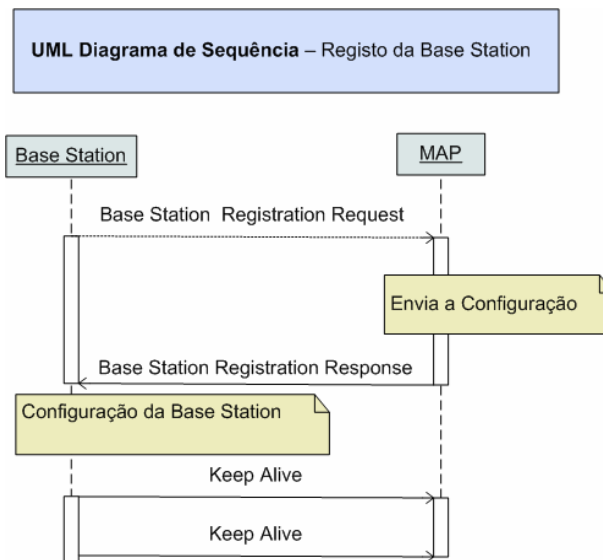 UML Diagrama de Sequência – Registo da Base Station
Base Station
MAP
Base Station Registration Request
Envia a Configuração
Base Station Registration Response
Configuração da Base Station
Keep Alive
Keep Alive